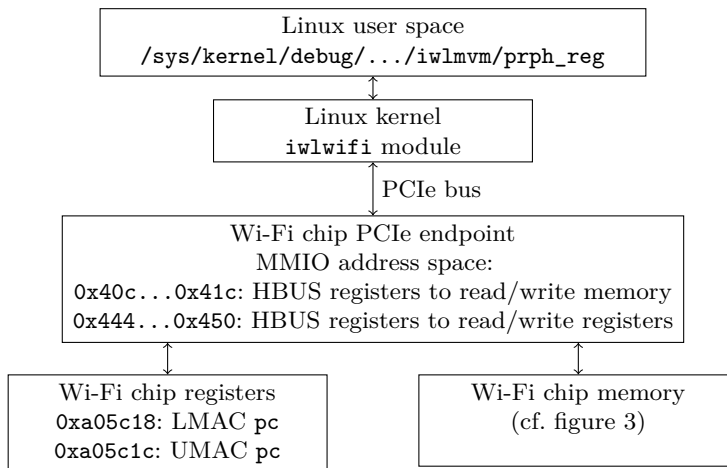 Linux user space
/sys/kernel/debug/.../iwlmvm/prph_reg
Linux kernel
iwlwifi module
PCIe bus
Wi-Fi chip PCIe endpoint
MMIO address space:
0x40c...0x41c: HBUS registers to read/write memory
0x444...0x450: HBUS registers to read/write registers
Wi-Fi chip registers
0xa05c18: LMAC pc
0xa05c1c: UMAC pc
Wi-Fi chip memory
(cf. figure 3)